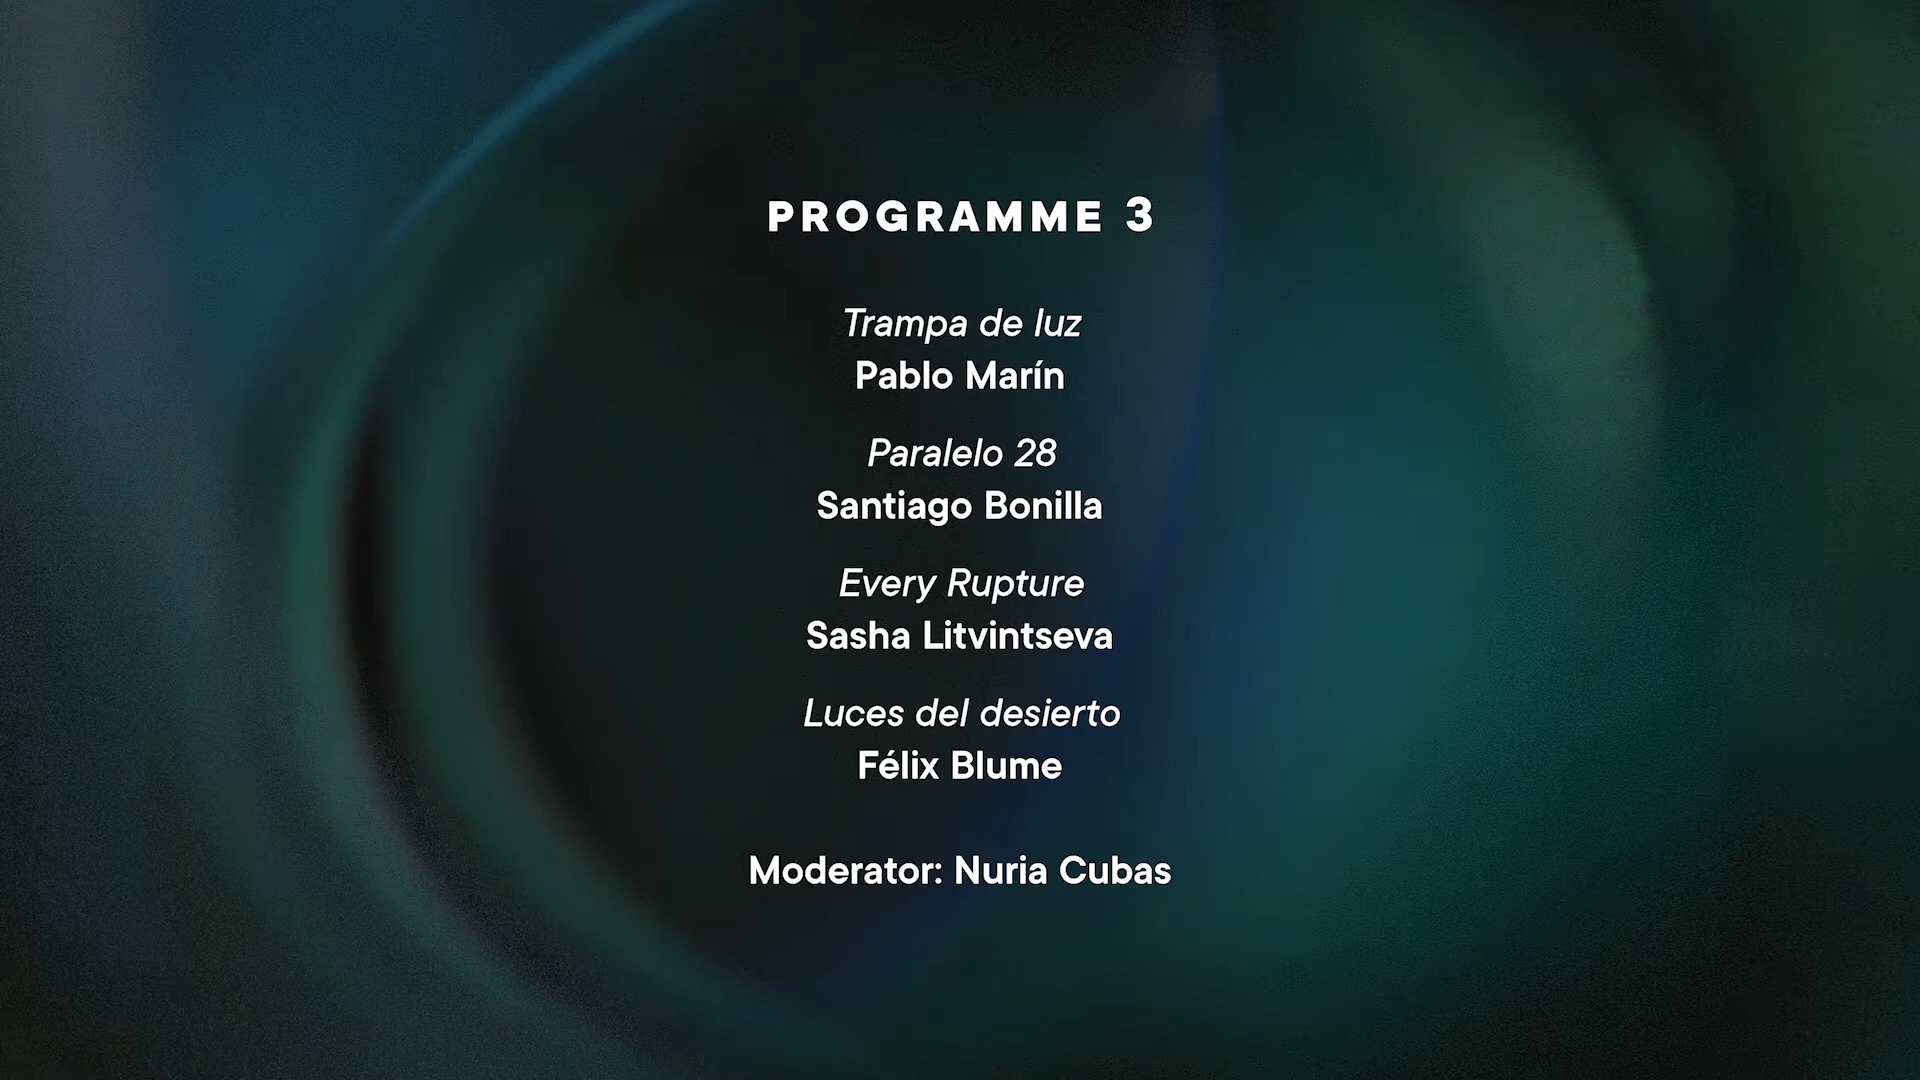 PROGRAMME 3
Trampa de luz
Pablo Marín
Paralelo 28
Santiago Bonilla
Every Rupture
Sasha Litvintseva
Luces del desierto
Félix Blume
Moderator: Nuria Cubas